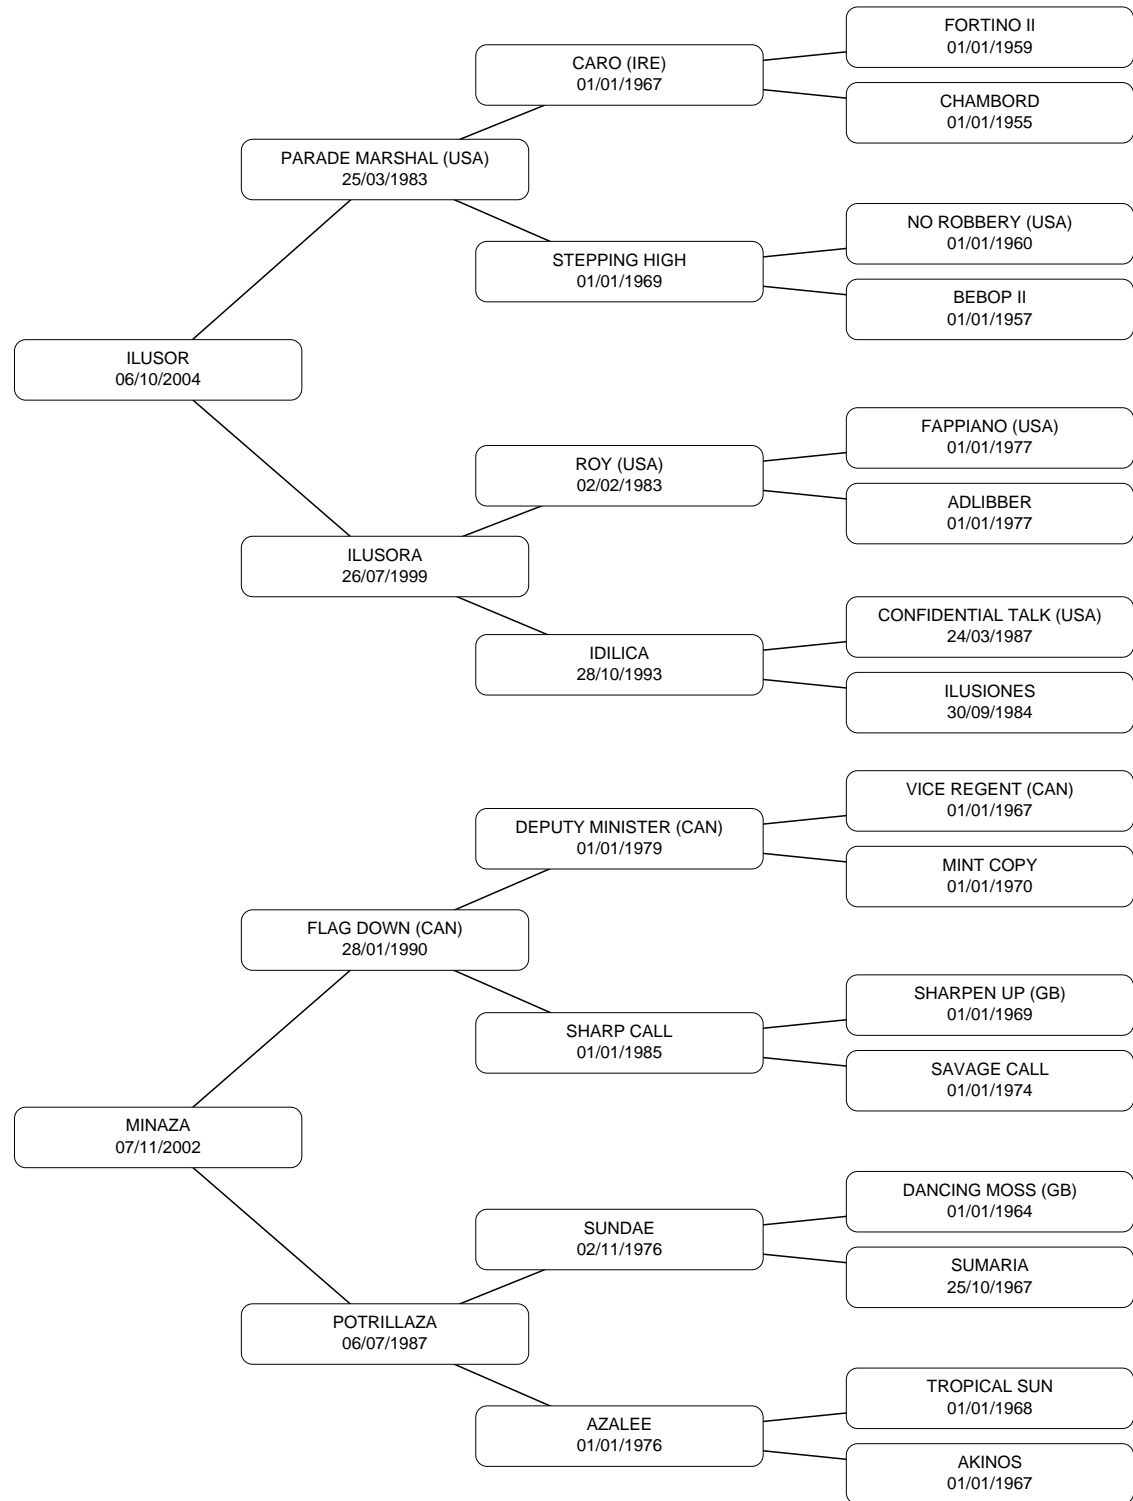 FORTINO II
01/01/1959
CARO (IRE)
01/01/1967
CHAMBORD
01/01/1955
PARADE MARSHAL (USA)
25/03/1983
NO ROBBERY (USA)
01/01/1960
STEPPING HIGH
01/01/1969
BEBOP II
01/01/1957
ILUSOR
06/10/2004
FAPPIANO (USA)
01/01/1977
ROY (USA)
02/02/1983
ADLIBBER
01/01/1977
ILUSORA
26/07/1999
CONFIDENTIAL TALK (USA)
24/03/1987
IDILICA
28/10/1993
ILUSIONES
30/09/1984
VICE REGENT (CAN)
01/01/1967
DEPUTY MINISTER (CAN)
01/01/1979
MINT COPY
01/01/1970
FLAG DOWN (CAN)
28/01/1990
SHARPEN UP (GB)
01/01/1969
SHARP CALL
01/01/1985
SAVAGE CALL
01/01/1974
MINAZA
07/11/2002
DANCING MOSS (GB)
01/01/1964
SUNDAE
02/11/1976
SUMARIA
25/10/1967
POTRILLAZA
06/07/1987
TROPICAL SUN
01/01/1968
AZALEE
01/01/1976
AKINOS
01/01/1967